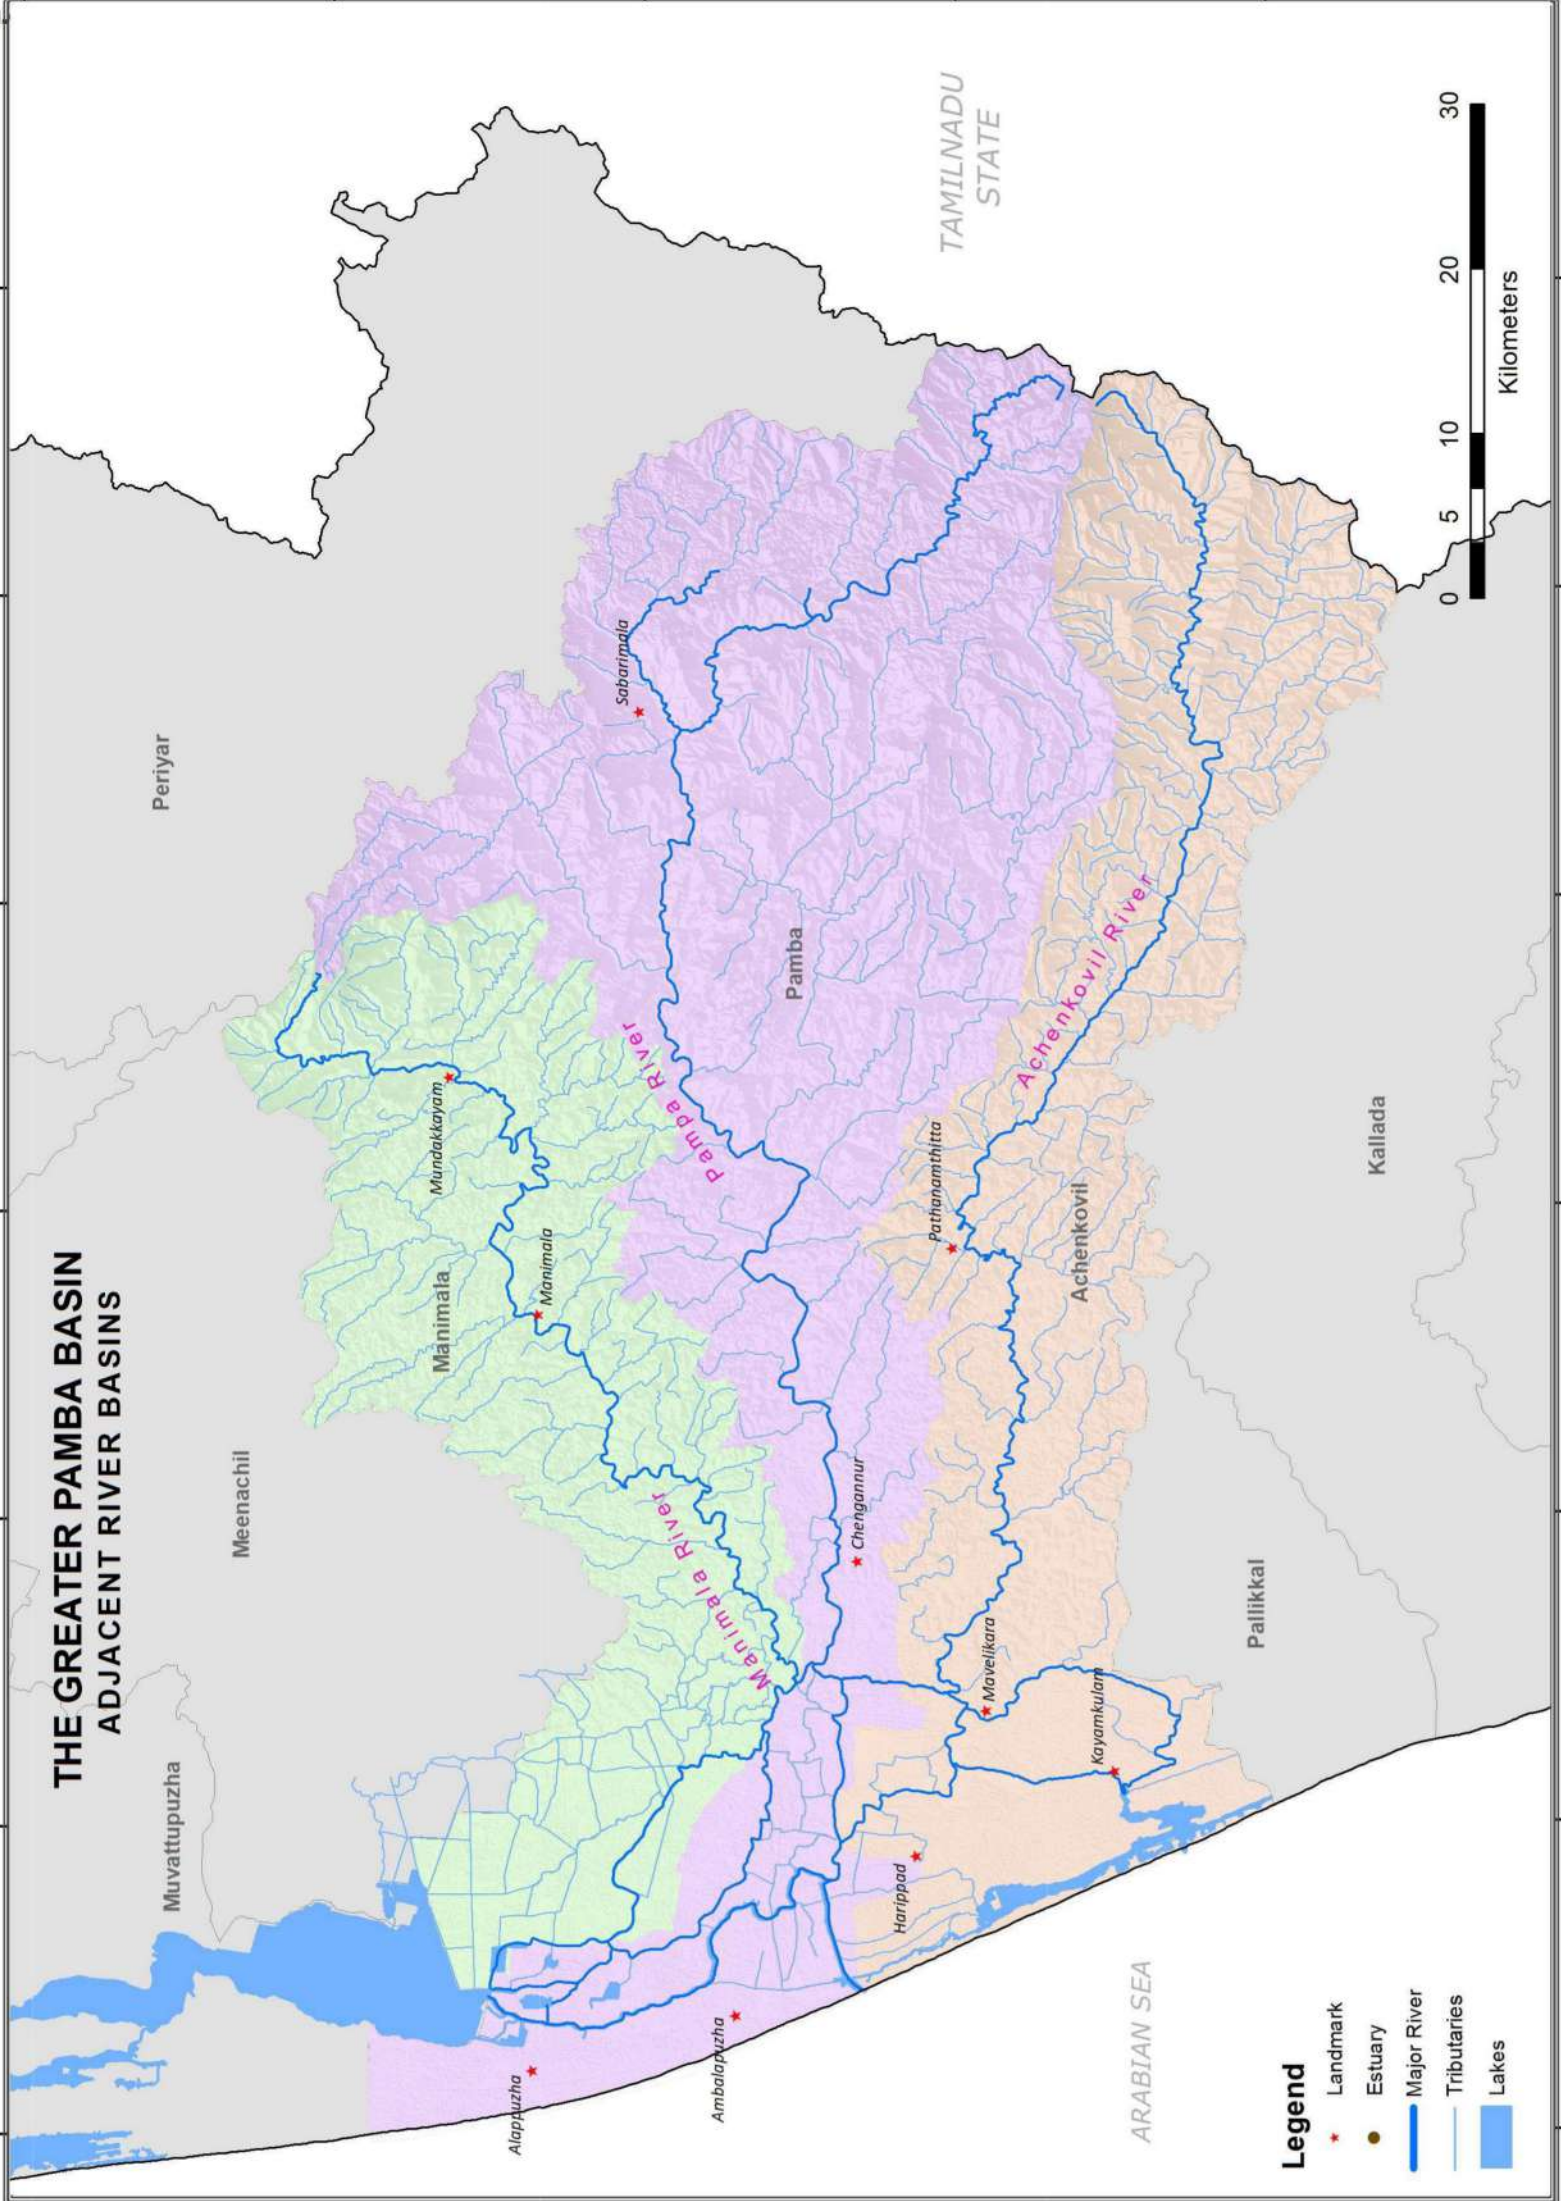 THE GREATER PAMBA BASIN
ADJACENT RIVER BASINS
Muvattupuzha
Meenachil
Periyar
Manimala
Mundakkayam
Manimala
Sabarimala
Manimala River
Pampa River
Pamba
Alappuzha
Ambalapuzha
Chengannur
Harippad
Pathanamthitta
Mavelikara
Achenkovil River
Achenkovil
Kayamkulam
Pallikkal
Kallada
TAMILNADU
STATE
ARABIAN SEA
Legend
Landmark
Estuary
Major River
Tributaries
Lakes
0 5 10 20 30
Kilometers